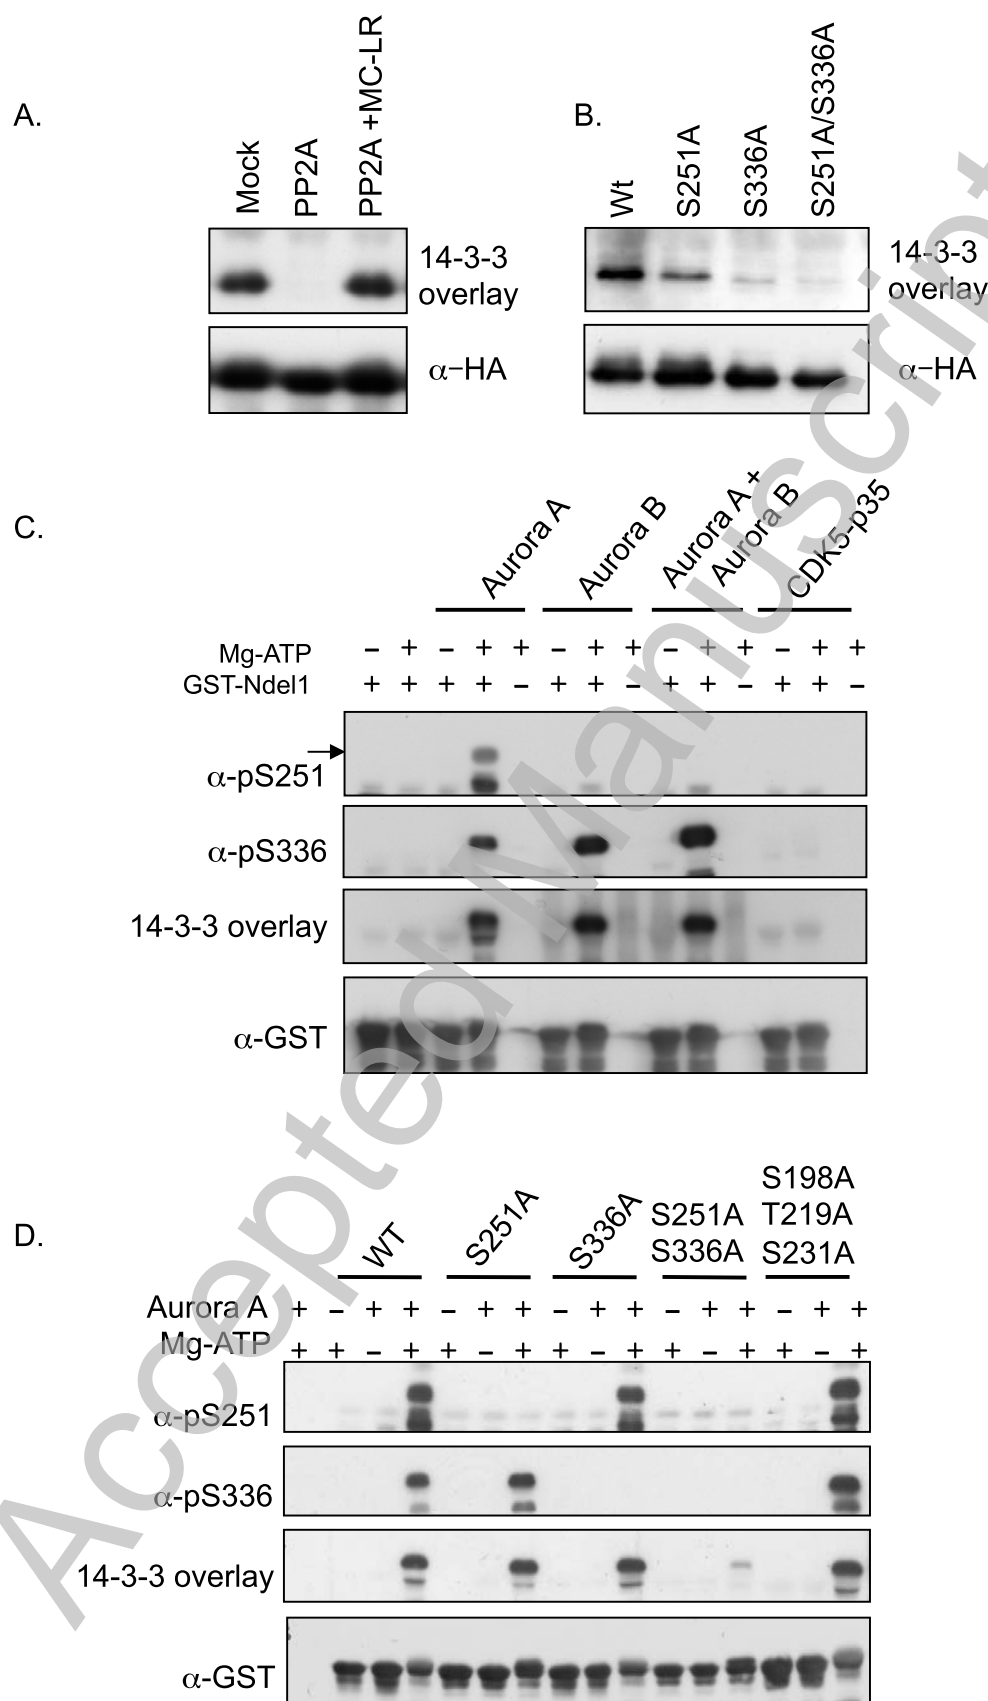 A.
Mock
PP2A
PP2A +MC-LR
14-3-3
overlay
α-HA
B.
Wt
S251A
S336A
S251A/S336A
14-3-3
overlay
α-HA
C.
Aurora A
Aurora B
Aurora A +
Aurora B
CDK5-p35
Mg-ATP – + – + + – + + – + + – + +
GST-Ndel1 + + + + – + + – + + – + + –
α-pS251
α-pS336
14-3-3 overlay
α-GST
D.
WT
S251A
S336A
S251A
S336A
S198A
T219A
S231A
Aurora A + – + + – + + – + + – + + – + +
Mg-ATP + + – + + – + + – + + – + + – +
α-pS251
α-pS336
14-3-3 overlay
α-GST
Accepted Manuscript